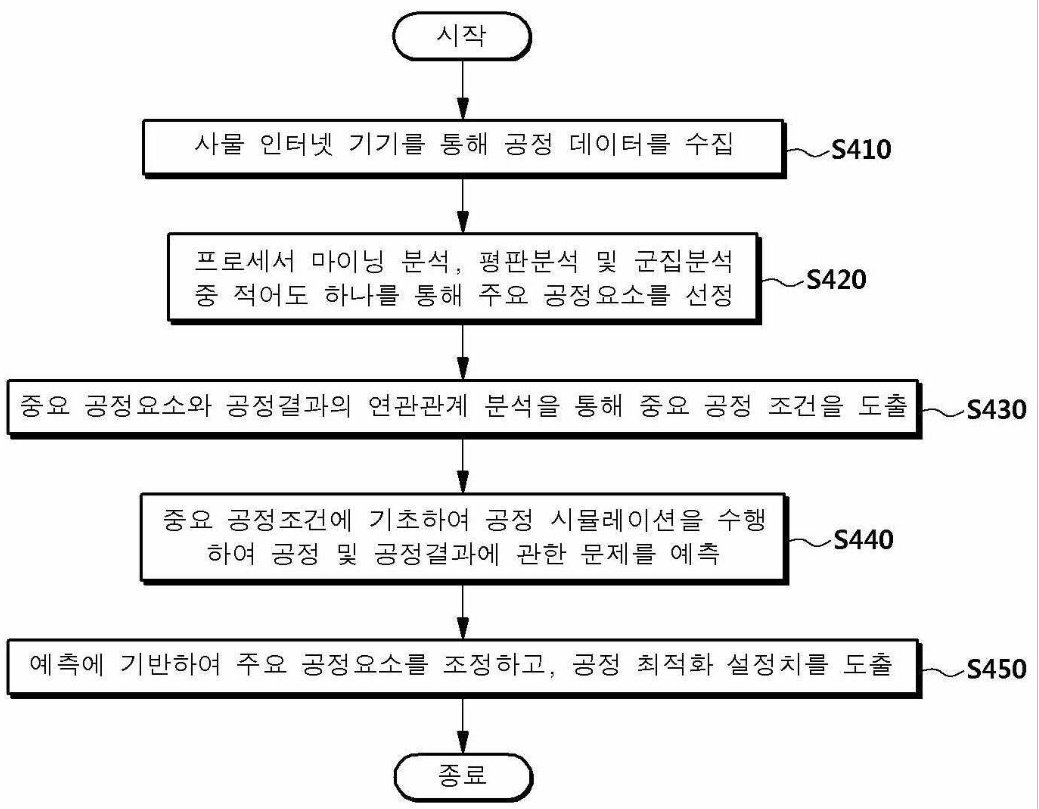 시작
사물 인터넷 기기를 통해 공정 데이터를 수집
S410
프로세서 마이닝 분석, 평판분석 및 군집분석
중 적어도 하나를 통해 주요 공정요소를 선정
S420
중요 공정요소와 공정결과의 연관관계 분석을 통해 중요 공정 조건을 도출
S430
중요 공정조건에 기초하여 공정 시뮬레이션을 수행
하여 공정 및 공정결과에 관한 문제를 예측
S440
예측에 기반하여 주요 공정요소를 조정하고, 공정 최적화 설정치를 도출
S450
종료